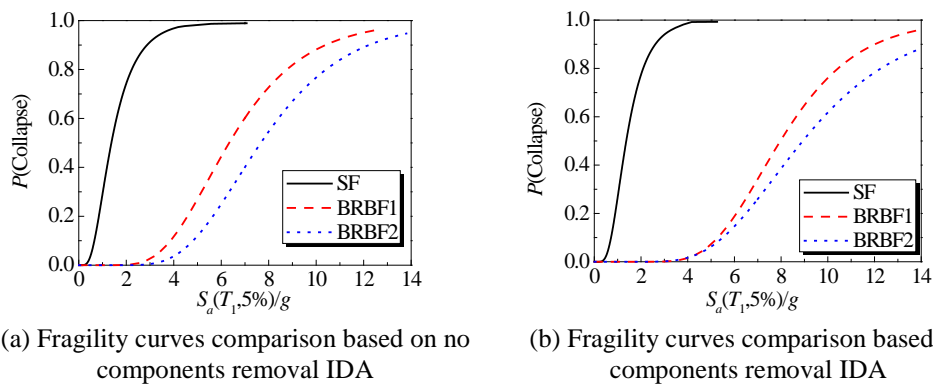 1.0
0.8
0.6
0.4
0.2
0.0
P(Collapse)
SF
BRBF1
BRBF2
0 2 4 6 8 10 12 14
Sa(T1,5%)/g
(a) Fragility curves comparison based on no
components removal IDA
1.0
0.8
0.6
0.4
0.2
0.0
P(Collapse)
SF
BRBF1
BRBF2
0 2 4 6 8 10 12 14
Sa(T1,5%)/g
(b) Fragility curves comparison based
components removal IDA